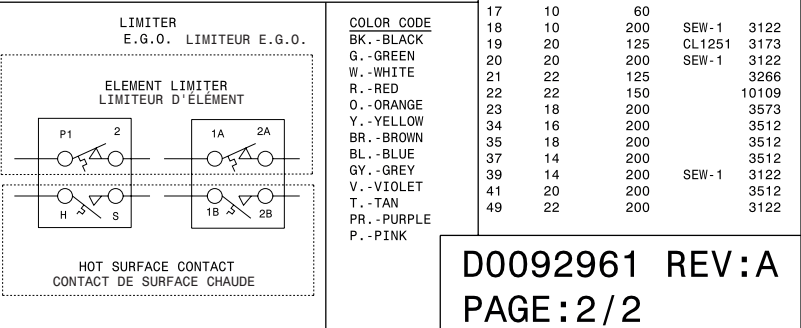 LIMITER
E.G.O. LIMITEUR E.G.O.
ELEMENT LIMITER
LIMITEUR D'ÉLÉMENT
P1 2 1A 2A
H S 1B 2B
HOT SURFACE CONTACT
CONTACT DE SURFACE CHAUDE
COLOR CODE
BK.-BLACK
G.-GREEN
W.-WHITE
R.-RED
O.-ORANGE
Y.-YELLOW
BR.-BROWN
BL.-BLUE
GY.-GREY
V.-VIOLET
T.-TAN
PR.-PURPLE
P.-PINK
17 10 60
18 10 200 SEW-1 3122
19 20 125 CL1251 3173
20 20 200 SEW-1 3122
21 22 125 3266
22 22 150 10109
23 18 200 3573
34 16 200 3512
35 18 200 3512
37 14 200 3512
39 14 200 SEW-1 3122
41 20 200 3512
49 22 200 3122
D0092961 REV:A
PAGE:2/2